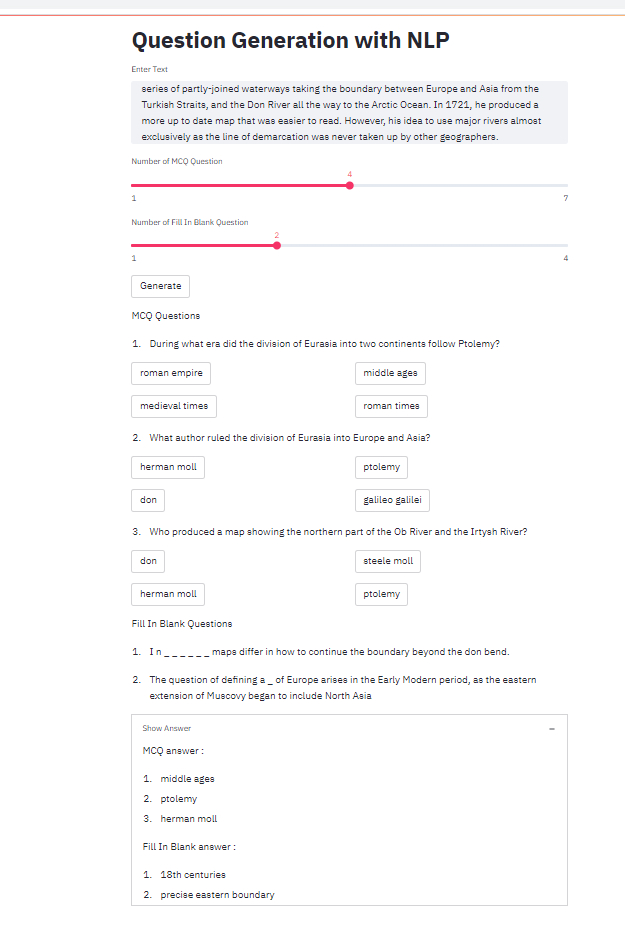 Question Generation with NLP
Enter Text
series of partly-joined waterways taking the boundary between Europe and Asia from the
Turkish Straits, and the Don River all the way to the Arctic Ocean. In 1721, he produced a
more up to date map that was easier to read. However, his idea to use major rivers almost
exclusively as the line of demarcation was never taken up by other geographers.
Number of MCQ Question
4
1 7
Number of Fill In Blank Question
2
1 4
Generate
MCQ Questions
1. During what era did the division of Eurasia into two continents follow Ptolemy?
roman empire middle ages
medieval times roman times
2. What author ruled the division of Eurasia into Europe and Asia?
herman moll ptolemy
don galileo galilei
3. Who produced a map showing the northern part of the Ob River and the Irtysh River?
don steele moll
herman moll ptolemy
Fill In Blank Questions
1. I n _ _ _ _ _ _ maps differ in how to continue the boundary beyond the don bend.
2. The question of defining a _ of Europe arises in the Early Modern period, as the eastern
extension of Muscovy began to include North Asia
Show Answer −
MCQ answer :
1. middle ages
2. ptolemy
3. herman moll
Fill In Blank answer :
1. 18th centuries
2. precise eastern boundary